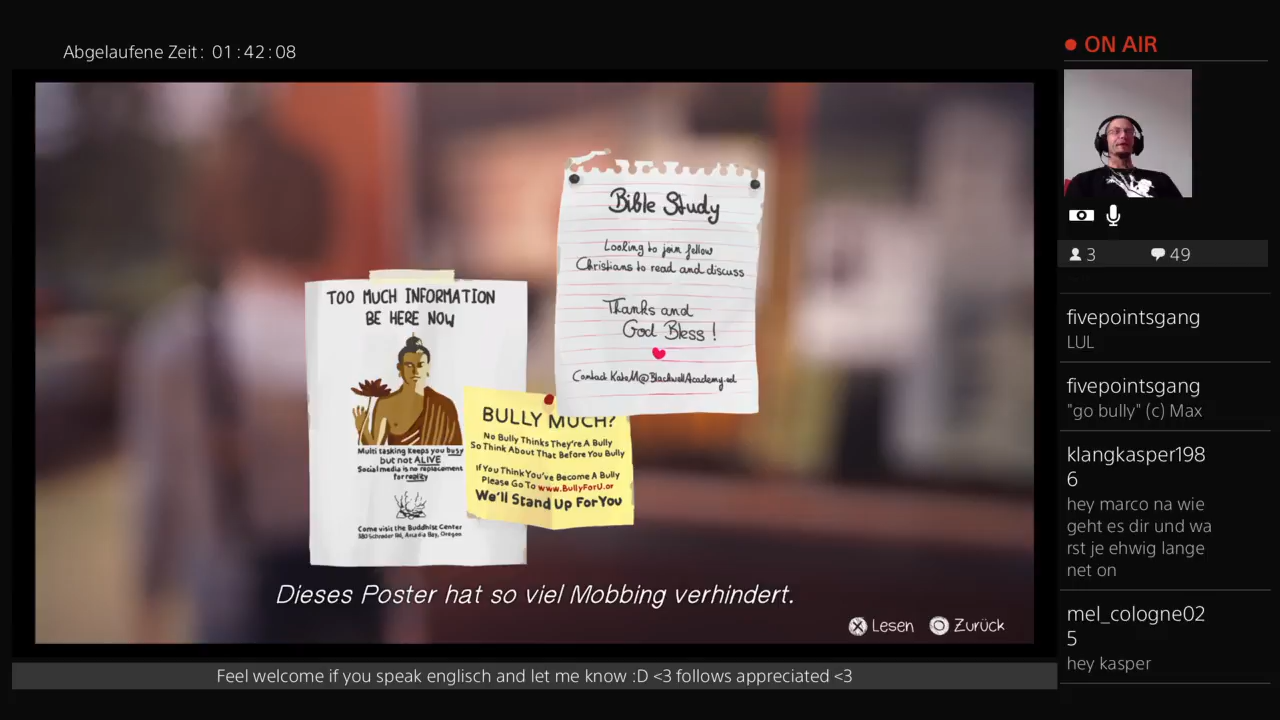 Abgelaufene Zeit: 01:42:08
ON AIR
3
49
Bible Study
Looking to join fellow
Christians to read and discuss
Thanks and
God Bless!
Contact KateM@BlackwellAcademy.ed
TOO MUCH INFORMATION
BE HERE NOW
Multi tasking keeps you busy
but not ALIVE
Social media is no replacement
for reality
Come visit the Buddhist Center
380 Schrader Rd, Arcadia Bay, Oregon
BULLY MUCH?
No Bully Thinks They're A Bully
So Think About That Before You Bully
If You Think You've Become A Bully
Please Go To www.BullyForU.or
We'll Stand Up For You
Dieses Poster hat so viel Mobbing verhindert.
Lesen
Zurück
fivepointsgang
LUL
fivepointsgang
"go bully" (c) Max
klangkasper198
6
hey marco na wie
geht es dir und wa
rst je ehwig lange
net on
mel_cologne02
5
hey kasper
Feel welcome if you speak englisch and let me know :D <3 follows appreciated <3